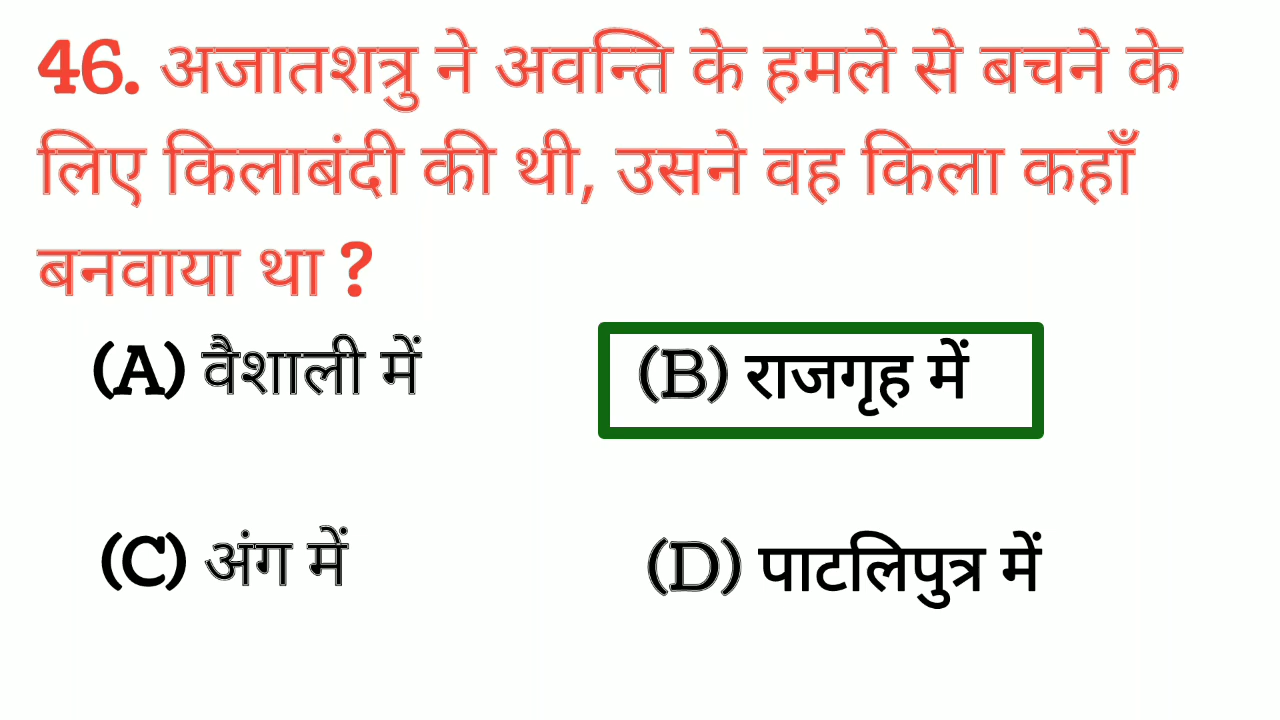 46. अजातशत्रु ने अवन्ति के हमले से बचने के
लिए किलाबंदी की थी, उसने वह किला कहाँ
बनवाया था ?
(A) वैशाली में (B) राजगृह में
(C) अंग में (D) पाटलिपुत्र में